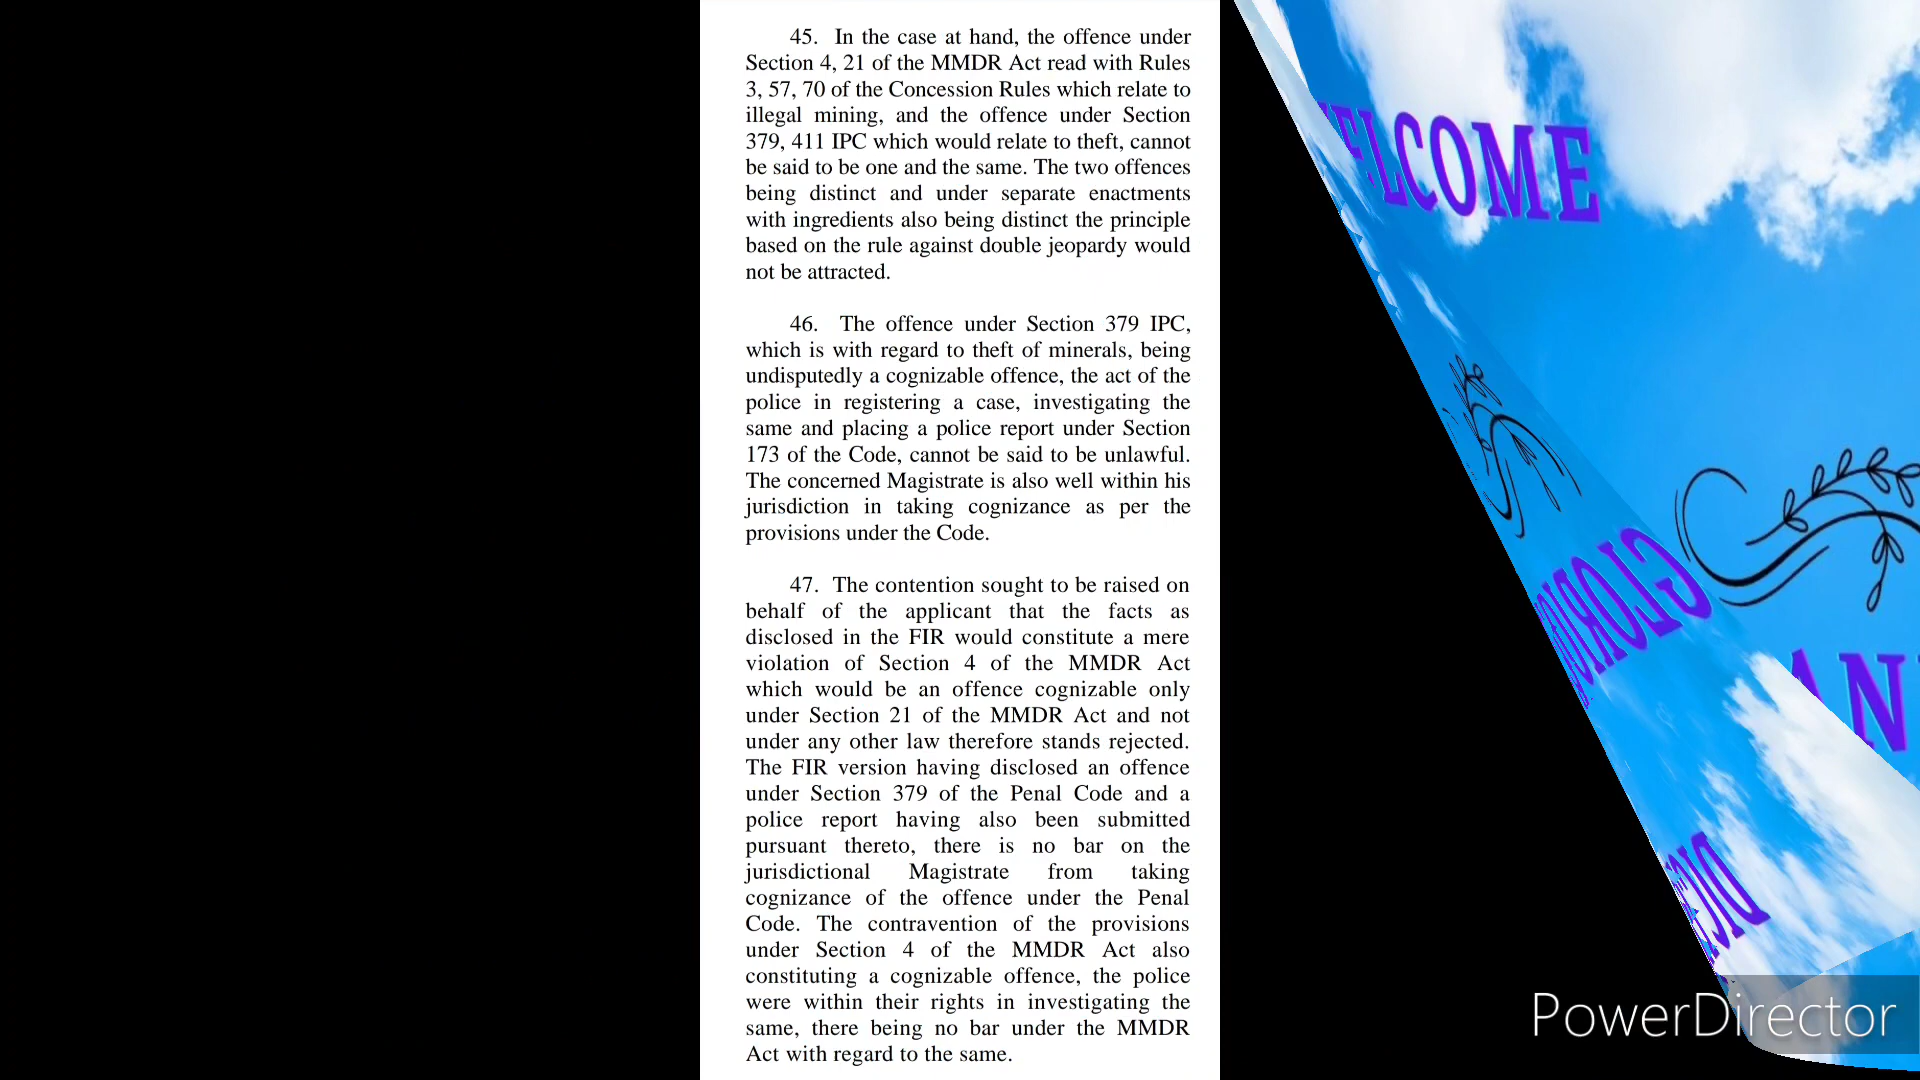 45. In the case at hand, the offence under
Section 4, 21 of the MMDR Act read with Rules
3, 57, 70 of the Concession Rules which relate to
illegal mining, and the offence under Section
379, 411 IPC which would relate to theft, cannot
be said to be one and the same. The two offences
being distinct and under separate enactments
with ingredients also being distinct the principle
based on the rule against double jeopardy would
not be attracted.
46. The offence under Section 379 IPC,
which is with regard to theft of minerals, being
undisputedly a cognizable offence, the act of the
police in registering a case, investigating the
same and placing a police report under Section
173 of the Code, cannot be said to be unlawful.
The concerned Magistrate is also well within his
jurisdiction in taking cognizance as per the
provisions under the Code.
47. The contention sought to be raised on
behalf of the applicant that the facts as
disclosed in the FIR would constitute a mere
violation of Section 4 of the MMDR Act
which would be an offence cognizable only
under Section 21 of the MMDR Act and not
under any other law therefore stands rejected.
The FIR version having disclosed an offence
under Section 379 of the Penal Code and a
police report having also been submitted
pursuant thereto, there is no bar on the
jurisdictional Magistrate from taking
cognizance of the offence under the Penal
Code. The contravention of the provisions
under Section 4 of the MMDR Act also
constituting a cognizable offence, the police
were within their rights in investigating the
same, there being no bar under the MMDR
Act with regard to the same.
ELCOME
AN
PowerDirector